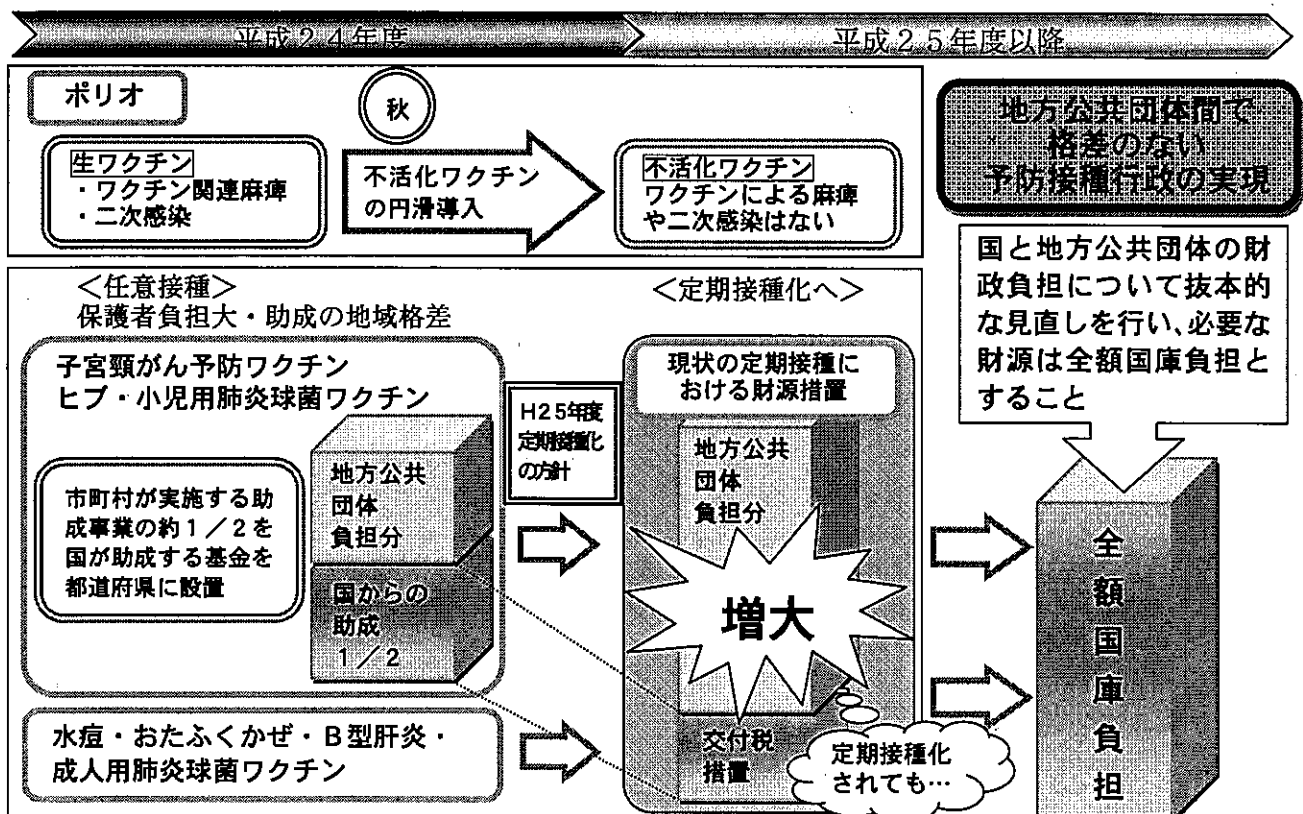 平成２４年度
平成２５年度以降
ポリオ
秋
生ワクチン
・ワクチン関連麻痺
・二次感染
不活化ワクチン
の円滑導入
不活化ワクチン
ワクチンによる麻痺
や二次感染はない
地方公共団体間で
格差のない
予防接種行政の実現
国と地方公共団体の財
政負担について抜本的
な見直しを行い、必要な
財源は全額国庫負担と
すること
＜任意接種＞
保護者負担大・助成の地域格差
子宮頸がん予防ワクチン
ヒブ・小児用肺炎球菌ワクチン
市町村が実施する助
成事業の約１／２を
国が助成する基金を
都道府県に設置
地方公共
団体
負担分
国からの
助成
１／２
水痘・おたふくかぜ・Ｂ型肝炎・
成人用肺炎球菌ワクチン
Ｈ２５年度
定期接種化
の方針
＜定期接種化へ＞
現状の定期接種に
おける財源措置
地方公共
団体
負担分
増大
交付税
措置
定期接種化
されても…
全
額
国
庫
負
担